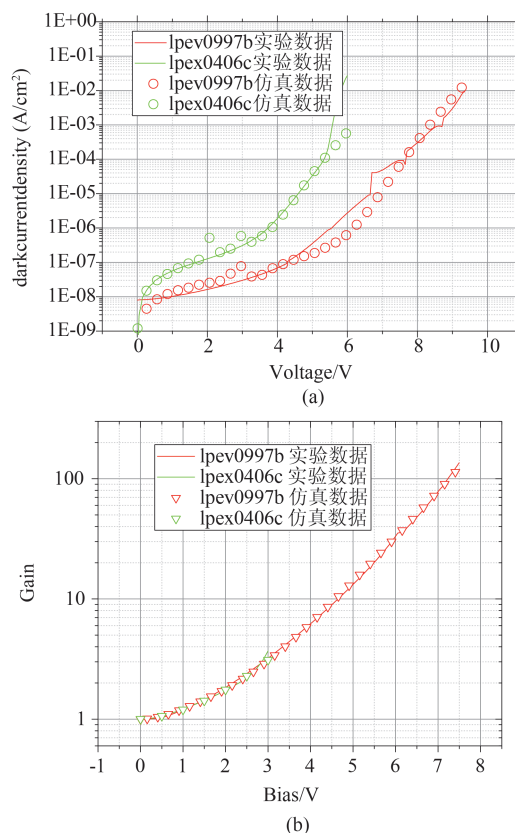 1E+00
1E-01
1E-02
1E-03
1E-04
1E-05
1E-06
1E-07
1E-08
1E-09
darkcurrentdensity (A/cm²)
lpev0997b实验数据
lpex0406c实验数据
lpev0997b仿真数据
lpex0406c仿真数据
0 2 4 6 8 10
Voltage/V
(a)
100
10
1
Gain
lpev0997b 实验数据
lpex0406c 实验数据
lpev0997b 仿真数据
lpex0406c 仿真数据
-1 0 1 2 3 4 5 6 7 8
Bias/V
(b)